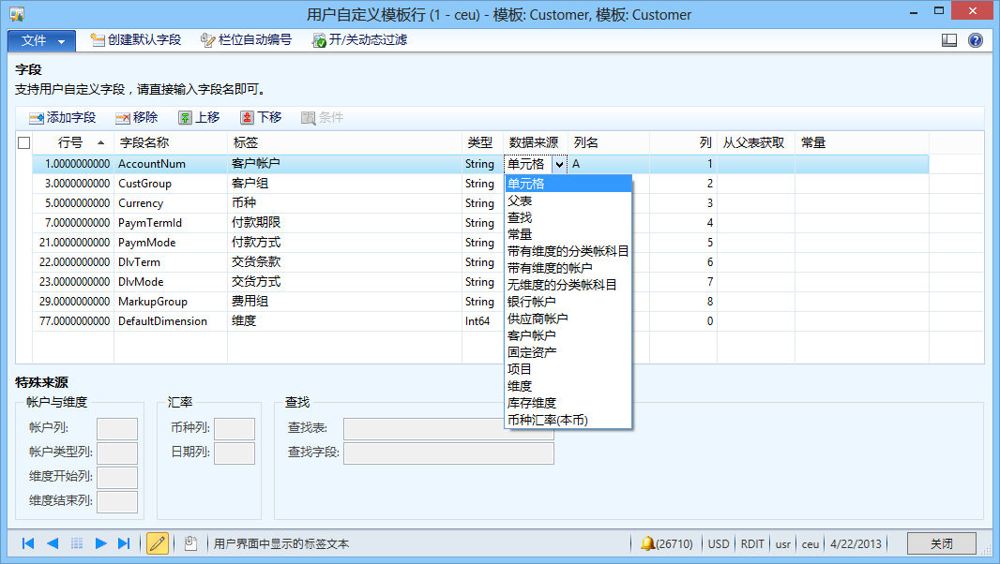 用户自定义模板行 (1 - ceu) - 模板: Customer, 模板: Customer
文件 创建默认字段 栏位自动编号 开/关动态过滤
字段
支持用户自定义字段，请直接输入字段名即可。
添加字段 移除 上移 下移 条件
行号 字段名称 标签 类型 数据来源 列名 列 从父表获取 常量
1.0000000000 AccountNum 客户帐户 String 单元格 A 1
3.0000000000 CustGroup 客户组 String 2
5.0000000000 Currency 币种 String 3
7.0000000000 PaymTermId 付款期限 String 4
21.0000000000 PaymMode 付款方式 String 5
22.0000000000 DlvTerm 交货条款 String 6
23.0000000000 DlvMode 交货方式 String 7
29.0000000000 MarkupGroup 费用组 String 8
77.0000000000 DefaultDimension 维度 Int64 0
单元格
父表
查找
常量
带有维度的分类帐科目
带有维度的帐户
无维度的分类帐科目
银行帐户
供应商帐户
客户帐户
固定资产
项目
维度
库存维度
币种汇率(本币)
特殊来源
帐户与维度
帐户列:
帐户类型列:
维度开始列:
维度结束列:
汇率
币种列:
日期列:
查找
查找表:
查找字段:
用户界面中显示的标签文本 (26710) USD RDIT usr ceu 4/22/2013 关闭